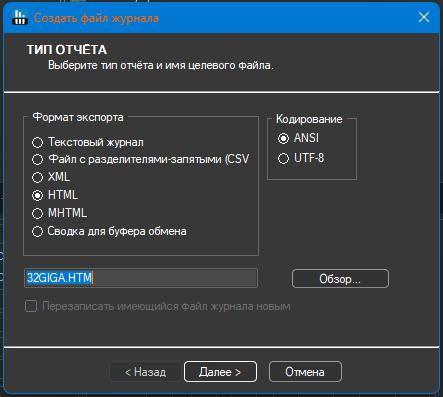 Создать файл журнала
ТИП ОТЧЁТА
Выберите тип отчёта и имя целевого файла.
Формат экспорта
Текстовый журнал
Файл с разделителями-запятыми (CSV
XML
HTML
MHTML
Сводка для буфера обмена
Кодирование
ANSI
UTF-8
32GIGA.HTM
Обзор...
Перезаписать имеющийся файл журнала новым
< Назад
Далее >
Отмена